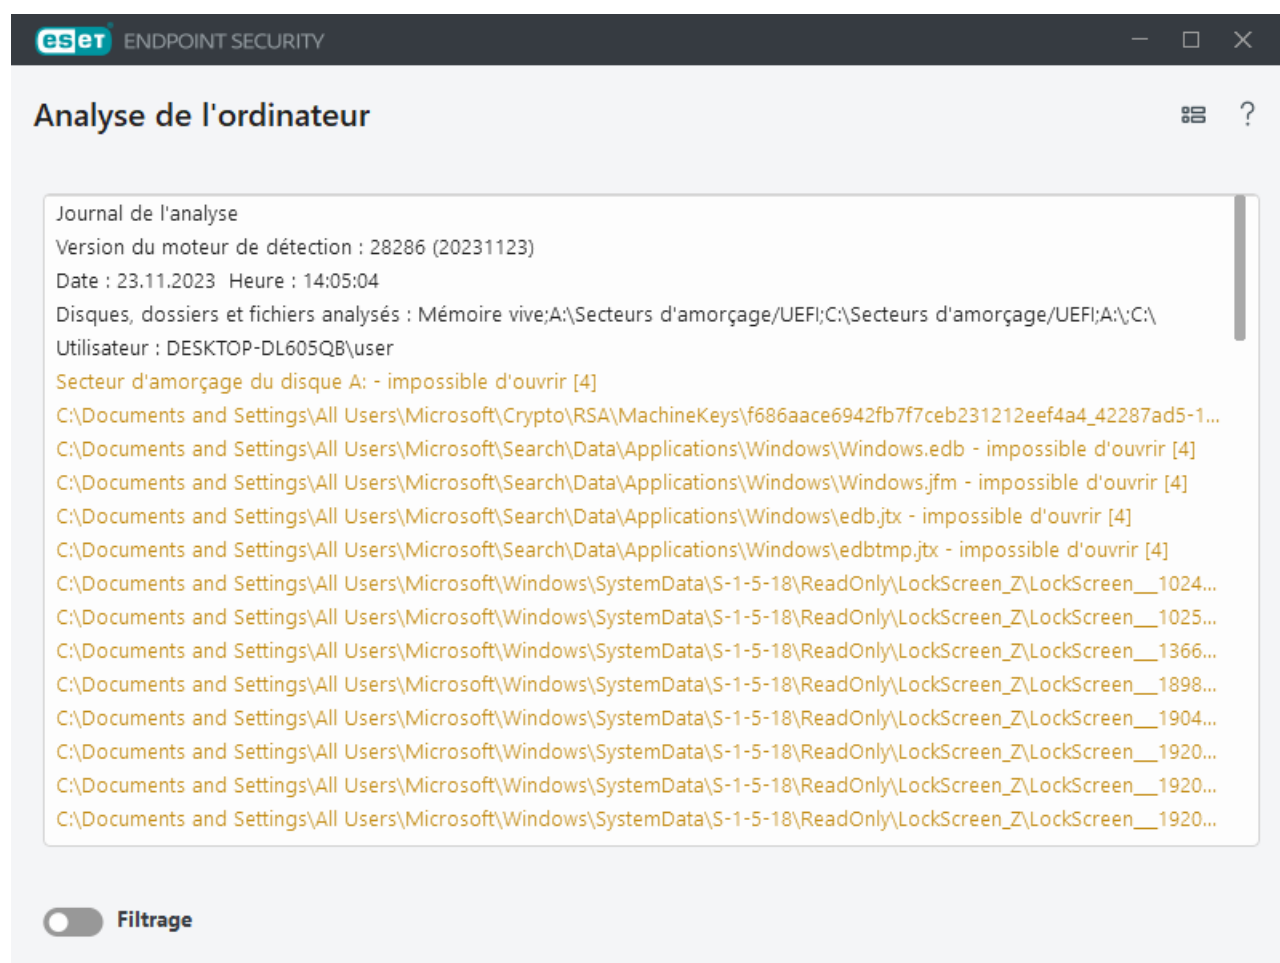 eset ENDPOINT SECURITY
Analyse de l'ordinateur
Journal de l'analyse
Version du moteur de détection : 28286 (20231123)
Date : 23.11.2023 Heure : 14:05:04
Disques, dossiers et fichiers analysés : Mémoire vive;A:\Secteurs d'amorçage/UEFI;C:\Secteurs d'amorçage/UEFI;A:\;C:\
Utilisateur : DESKTOP-DL605QB\user
Secteur d'amorçage du disque A: - impossible d'ouvrir [4]
C:\Documents and Settings\All Users\Microsoft\Crypto\RSA\MachineKeys\f686aace6942fb7f7ceb231212eef4a4_42287ad5-1...
C:\Documents and Settings\All Users\Microsoft\Search\Data\Applications\Windows\Windows.edb - impossible d'ouvrir [4]
C:\Documents and Settings\All Users\Microsoft\Search\Data\Applications\Windows\Windows.jfm - impossible d'ouvrir [4]
C:\Documents and Settings\All Users\Microsoft\Search\Data\Applications\Windows\edb.jtx - impossible d'ouvrir [4]
C:\Documents and Settings\All Users\Microsoft\Search\Data\Applications\Windows\edbtmp.jtx - impossible d'ouvrir [4]
C:\Documents and Settings\All Users\Microsoft\Windows\SystemData\S-1-5-18\ReadOnly\LockScreen_Z\LockScreen___1024...
C:\Documents and Settings\All Users\Microsoft\Windows\SystemData\S-1-5-18\ReadOnly\LockScreen_Z\LockScreen___1025...
C:\Documents and Settings\All Users\Microsoft\Windows\SystemData\S-1-5-18\ReadOnly\LockScreen_Z\LockScreen___1366...
C:\Documents and Settings\All Users\Microsoft\Windows\SystemData\S-1-5-18\ReadOnly\LockScreen_Z\LockScreen___1898...
C:\Documents and Settings\All Users\Microsoft\Windows\SystemData\S-1-5-18\ReadOnly\LockScreen_Z\LockScreen___1904...
C:\Documents and Settings\All Users\Microsoft\Windows\SystemData\S-1-5-18\ReadOnly\LockScreen_Z\LockScreen___1920...
C:\Documents and Settings\All Users\Microsoft\Windows\SystemData\S-1-5-18\ReadOnly\LockScreen_Z\LockScreen___1920...
C:\Documents and Settings\All Users\Microsoft\Windows\SystemData\S-1-5-18\ReadOnly\LockScreen_Z\LockScreen___1920...
Filtrage